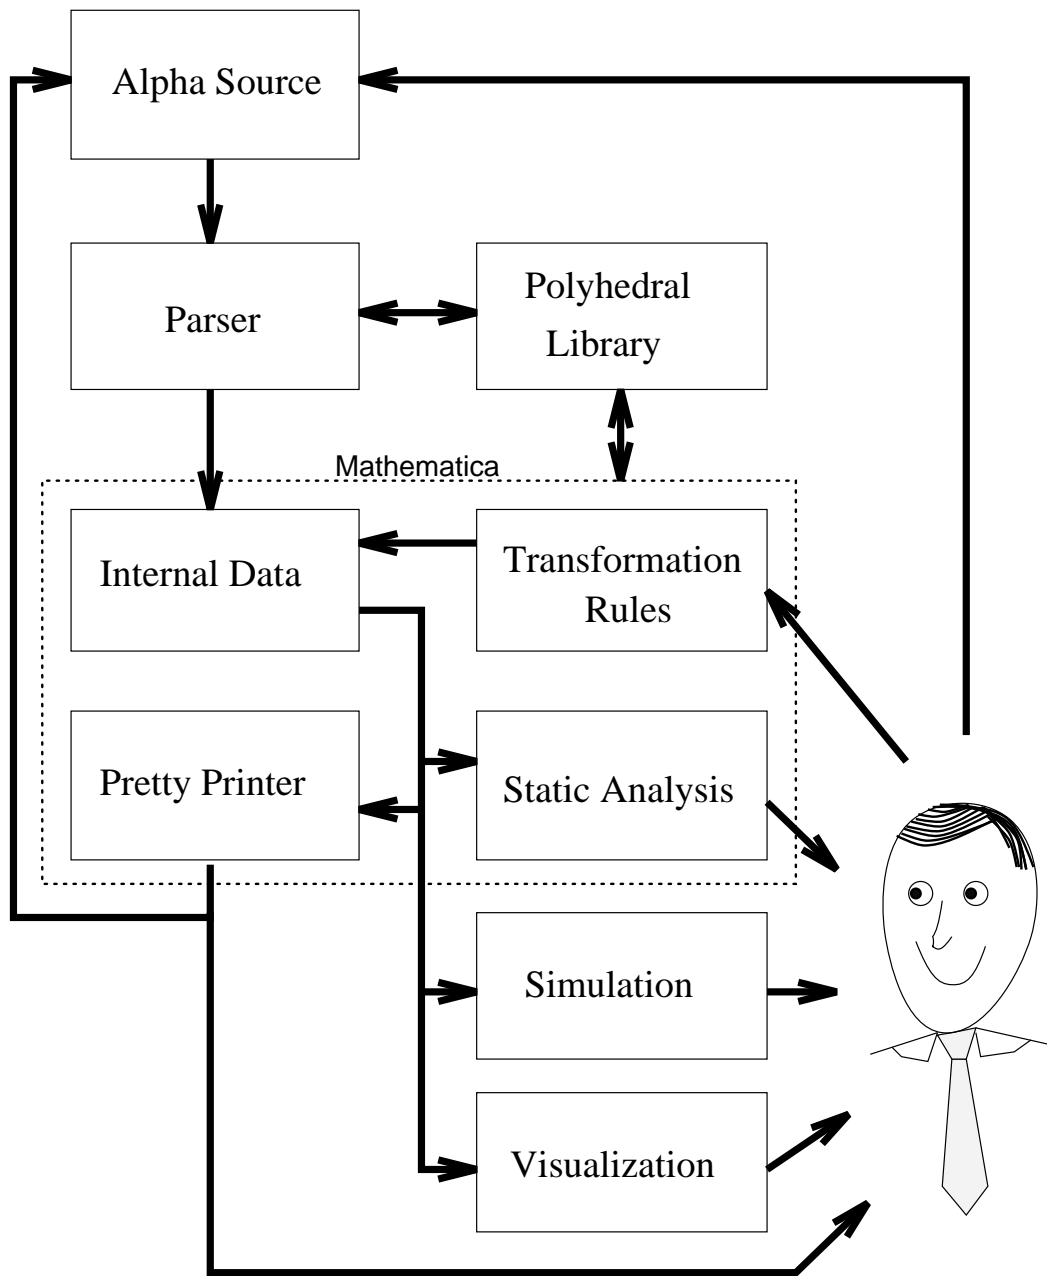 Alpha Source
Parser
Polyhedral
Library
Mathematica
Internal Data
Transformation
Rules
Pretty Printer
Static Analysis
Simulation
Visualization